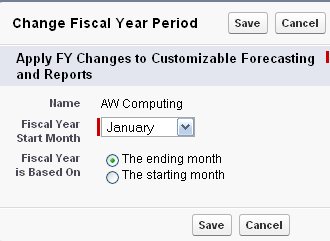 Change Fiscal Year Period Save Cancel
Apply FY Changes to Customizable Forecasting
and Reports
Name AW Computing
Fiscal Year
Start Month January
Fiscal Year
is Based On The ending month
The starting month
Save Cancel